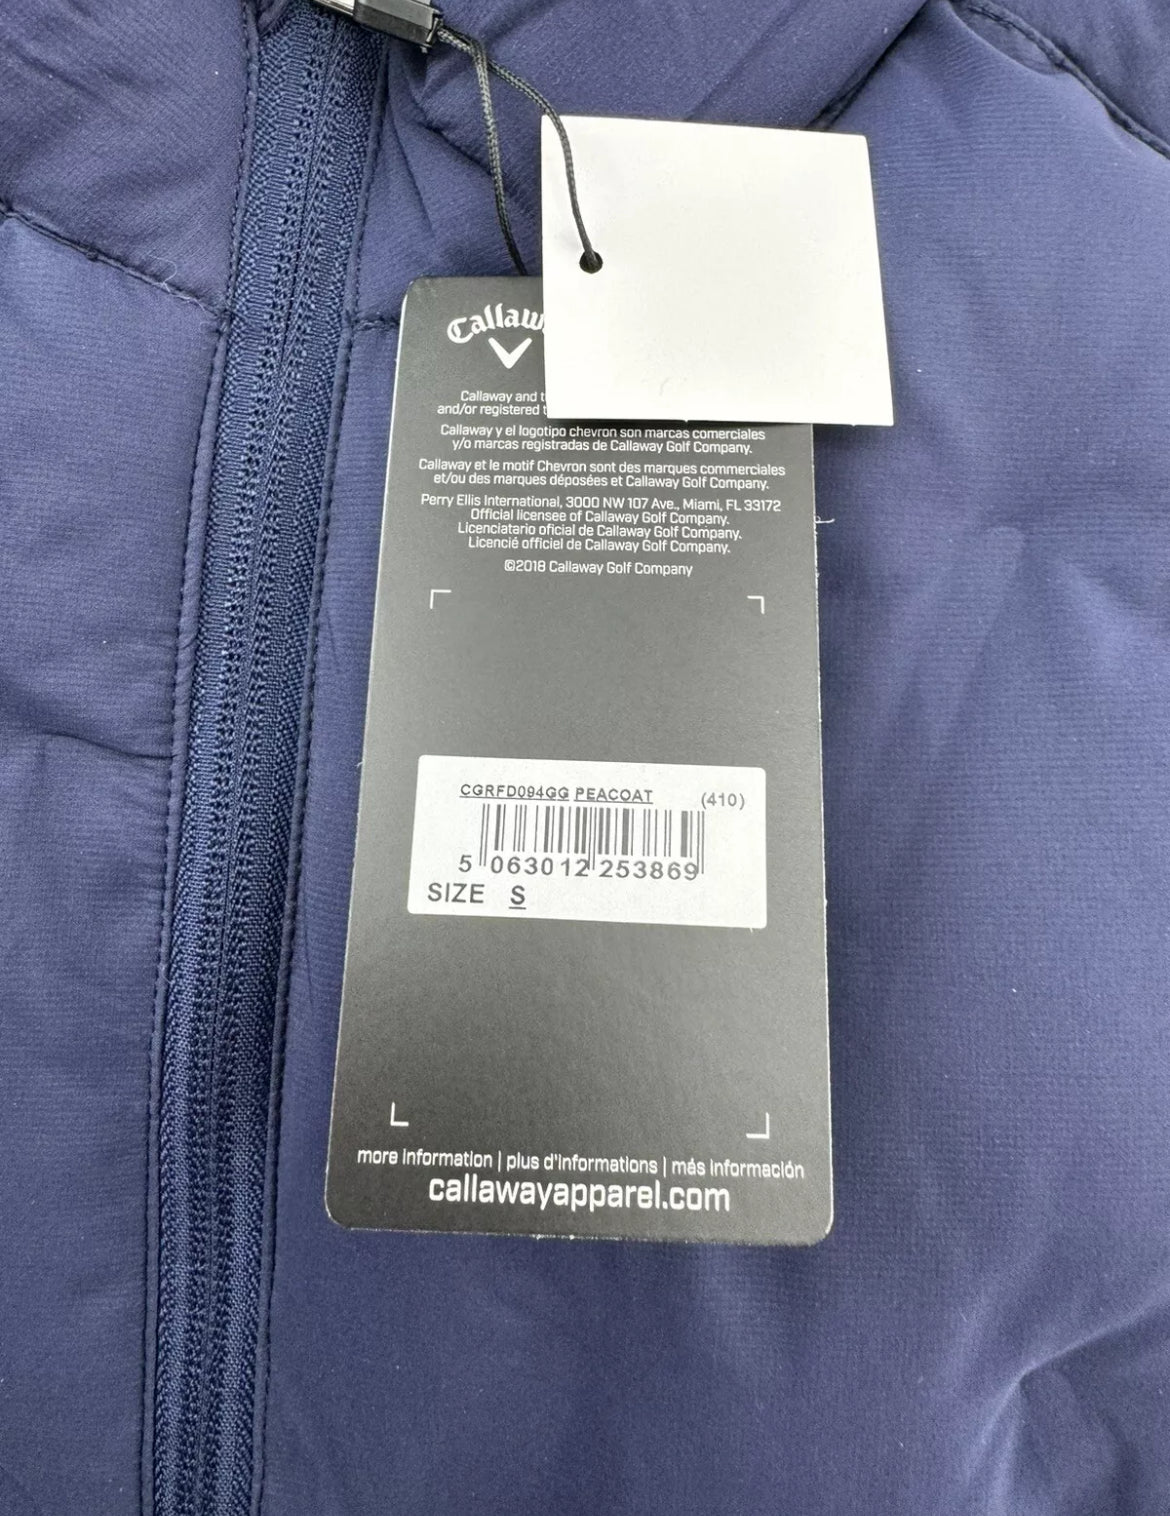 Callaw
Callaway and t
and/or registered t
Callaway y el logotipo chevron son marcas comerciales
y/o marcas registradas de Callaway Golf Company.
Callaway et le motif Chevron sont des marques commerciales
et/ou des marques déposées et Callaway Golf Company.
Perry Ellis International, 3000 NW 107 Ave., Miami, FL 33172
Official licensee of Callaway Golf Company.
Licenciatario oficial de Callaway Golf Company.
Licencié officiel de Callaway Golf Company.
©2018 Callaway Golf Company
CGRFD094GG PEACOAT (410)
5 063012 253869
SIZE S
more information | plus d'informations | más información
callawayapparel.com